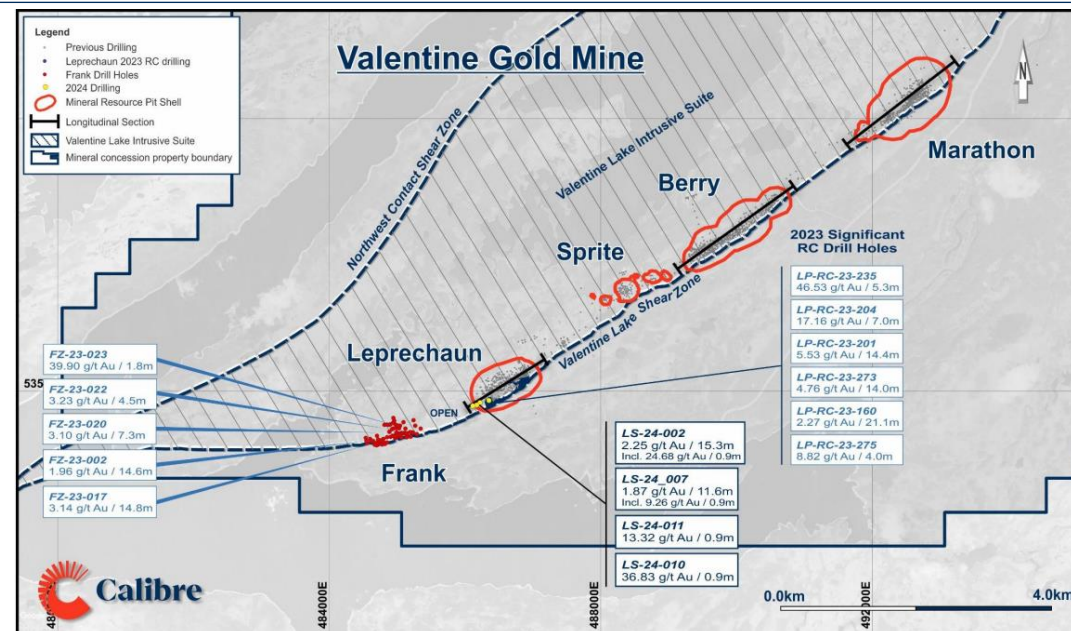 Legend
Previous Drilling
Leprechaun 2023 RC drilling
Frank Drill Holes
2024 Drilling
Mineral Resource Pit Shell
Longitudinal Section
Valentine Lake Intrusive Suite
Mineral concession property boundary
Valentine Gold Mine
N
Northwest Contact Shear Zone
Valentine Lake Intrusive Suite
Marathon
Berry
Sprite
Valentine Lake Shear Zone
Leprechaun
OPEN
Frank
535
2023 Significant
RC Drill Holes
LP-RC-23-235
46.53 g/t Au / 5.3m
LP-RC-23-204
17.16 g/t Au / 7.0m
LP-RC-23-201
5.53 g/t Au / 14.4m
LP-RC-23-273
4.76 g/t Au / 14.0m
LP-RC-23-160
2.27 g/t Au / 21.1m
LP-RC-23-275
8.82 g/t Au / 4.0m
FZ-23-023
39.90 g/t Au / 1.8m
FZ-23-022
3.23 g/t Au / 4.5m
FZ-23-020
3.10 g/t Au / 7.3m
FZ-23-002
1.96 g/t Au / 14.6m
FZ-23-017
3.14 g/t Au / 14.8m
LS-24-002
2.25 g/t Au / 15.3m
Incl. 24.68 g/t Au / 0.9m
LS-24_007
1.87 g/t Au / 11.6m
Incl. 9.26 g/t Au / 0.9m
LS-24-011
13.32 g/t Au / 0.9m
LS-24-010
36.83 g/t Au / 0.9m
Calibre
484000E
488000E
492000E
0.0km
4.0km